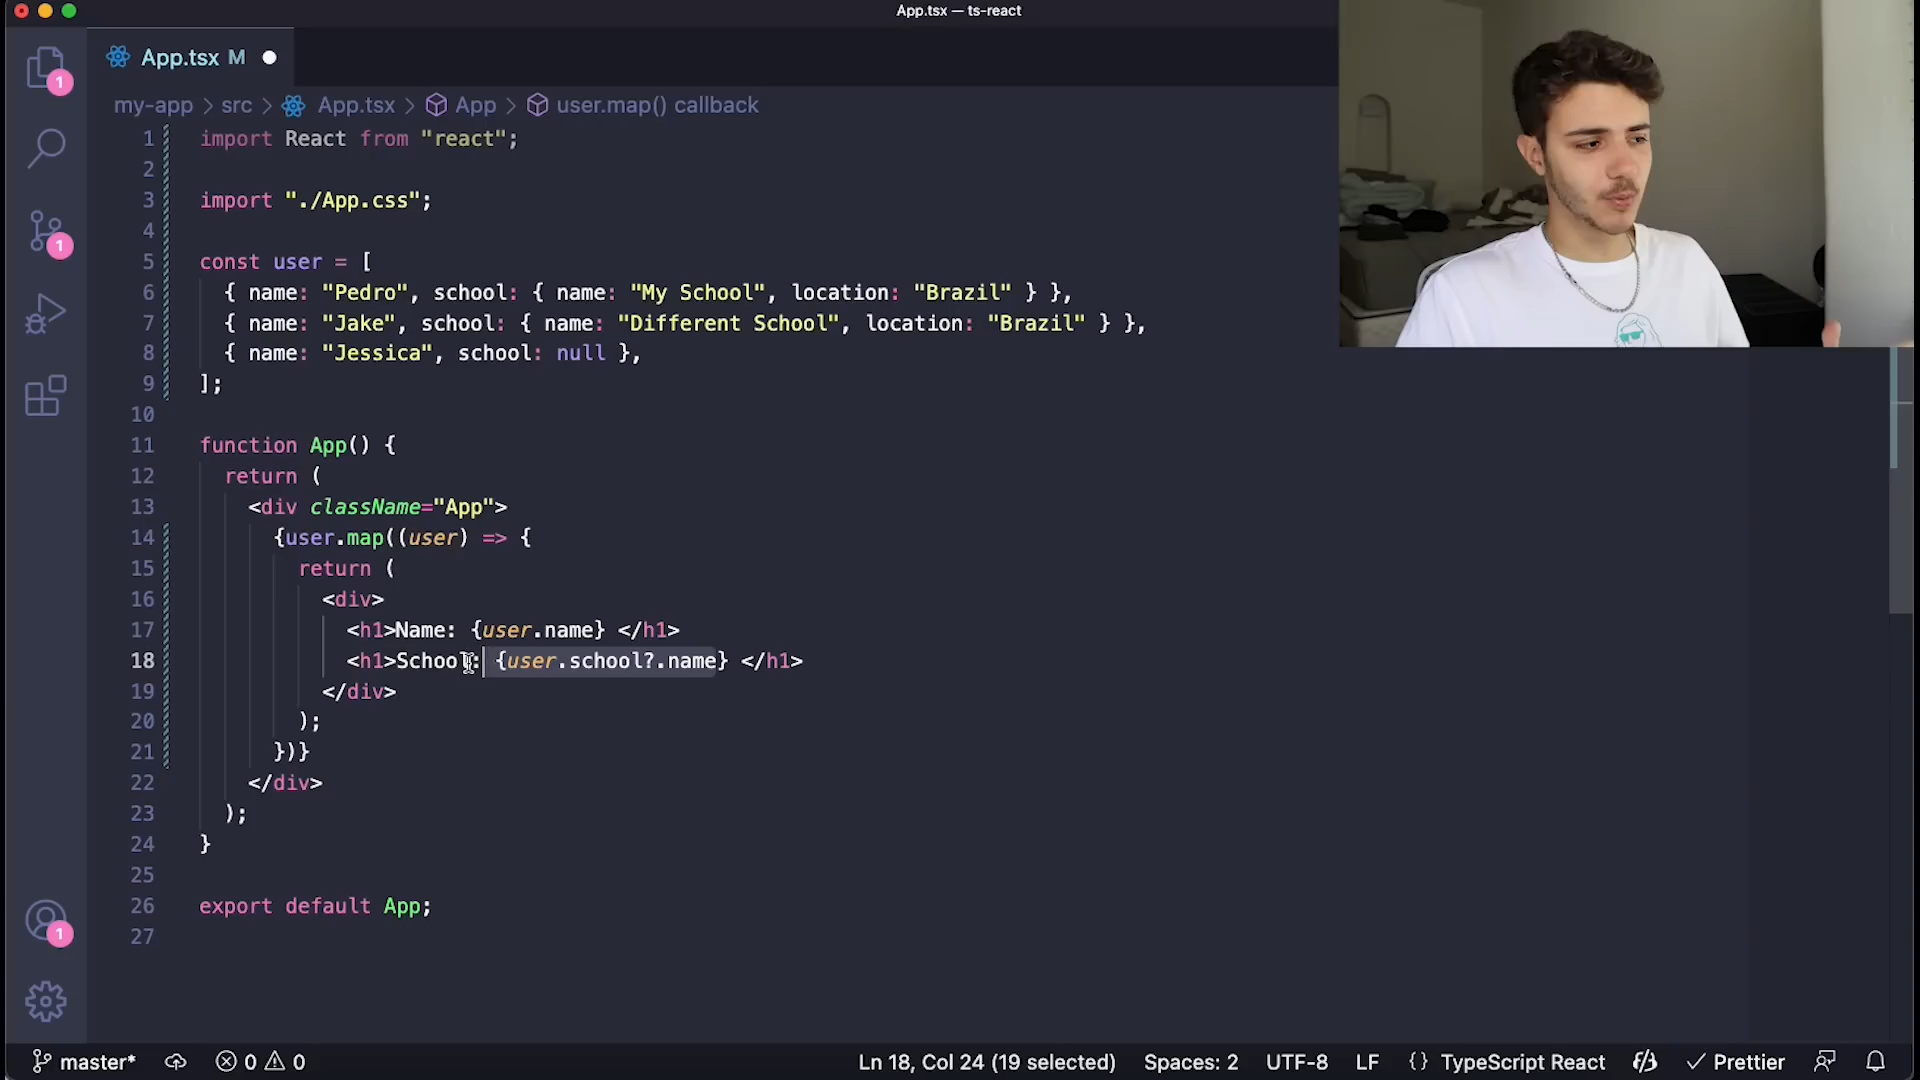 App.tsx — ts-react
App.tsx M
my-app > src > App.tsx > App > user.map() callback
1 import React from "react";
2
3 import "./App.css";
4
5 const user = [
6 { name: "Pedro", school: { name: "My School", location: "Brazil" } },
7 { name: "Jake", school: { name: "Different School", location: "Brazil" } },
8 { name: "Jessica", school: null },
9 ];
10
11 function App() {
12 return (
13 <div className="App">
14 {user.map((user) => {
15 return (
16 <div>
17 <h1>Name: {user.name} </h1>
18 <h1>School: {user.school?.name} </h1>
19 </div>
20 );
21 })}
22 </div>
23 );
24 }
25
26 export default App;
27
1
1
1
master* 0 0 Ln 18, Col 24 (19 selected) Spaces: 2 UTF-8 LF {} TypeScript React Prettier